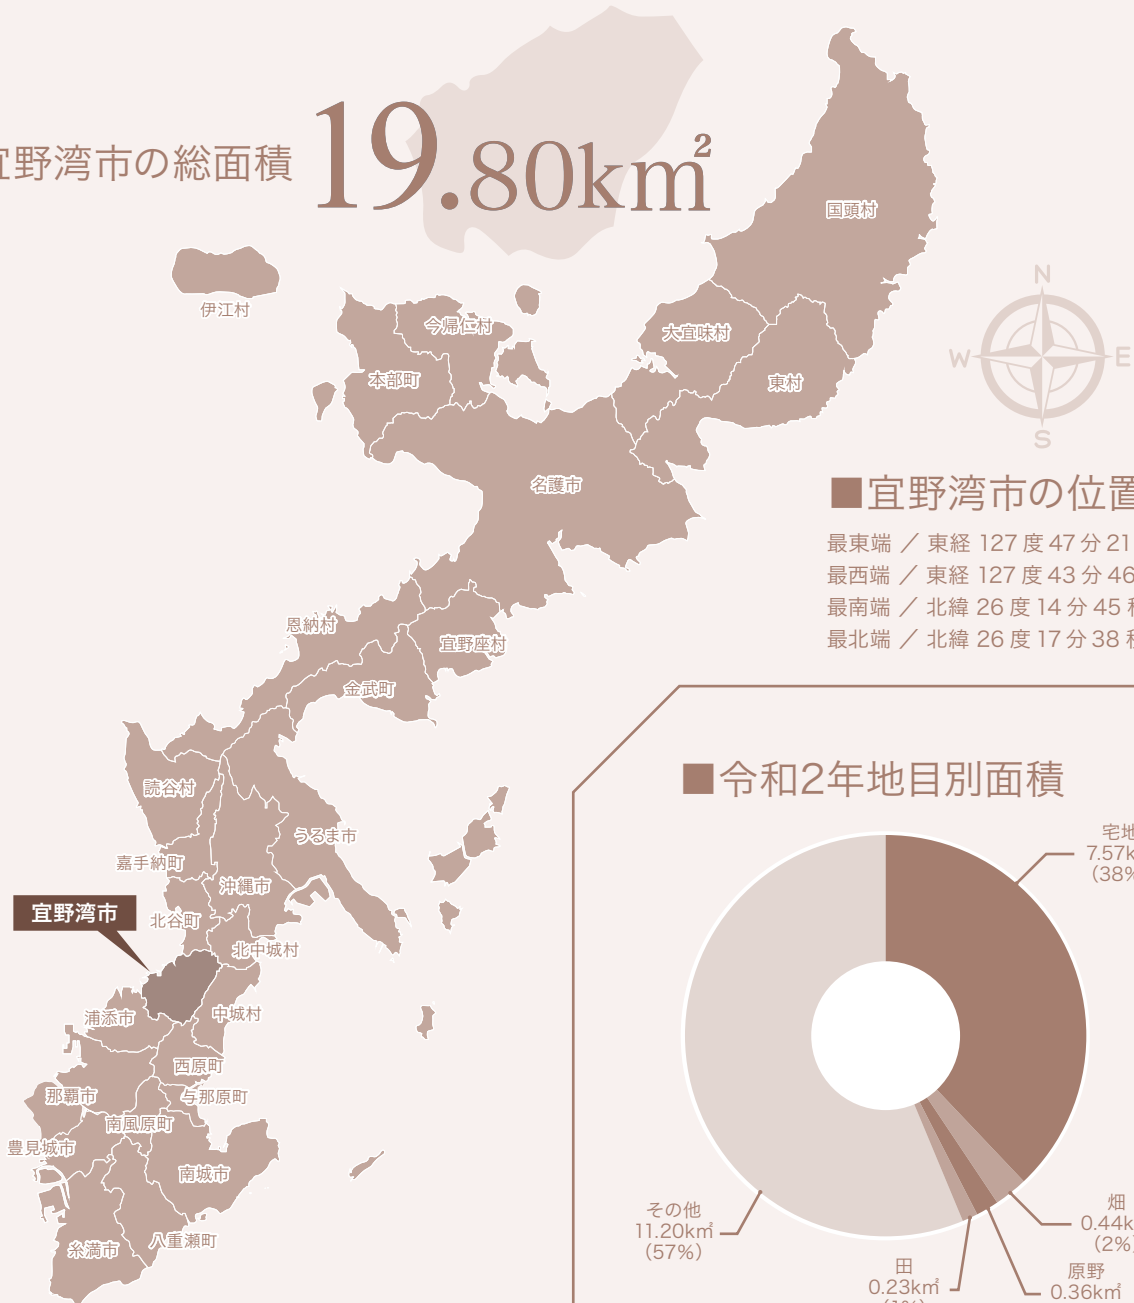 宜野湾市の総面積 19.80k㎡
伊江村
国頭村
今帰仁村
大宜味村
本部町
東村
名護市
N
W
E
S
■宜野湾市の位置
最東端 ／ 東経 127 度 47 分 21
最西端 ／ 東経 127 度 43 分 46
最南端 ／ 北緯 26 度 14 分 45 秒
最北端 ／ 北緯 26 度 17 分 38 秒
恩納村
宜野座村
金武町
読谷村
うるま市
嘉手納町
沖縄市
宜野湾市
北谷町
北中城村
中城村
浦添市
西原町
那覇市
与那原町
南風原町
豊見城市
南城市
八重瀬町
糸満市
■令和2年地目別面積
宅地
7.57k
(38%
畑
0.44k
(2%)
原野
0.36k㎡
田
0.23k㎡
(1%)
その他
11.20k㎡
(57%)